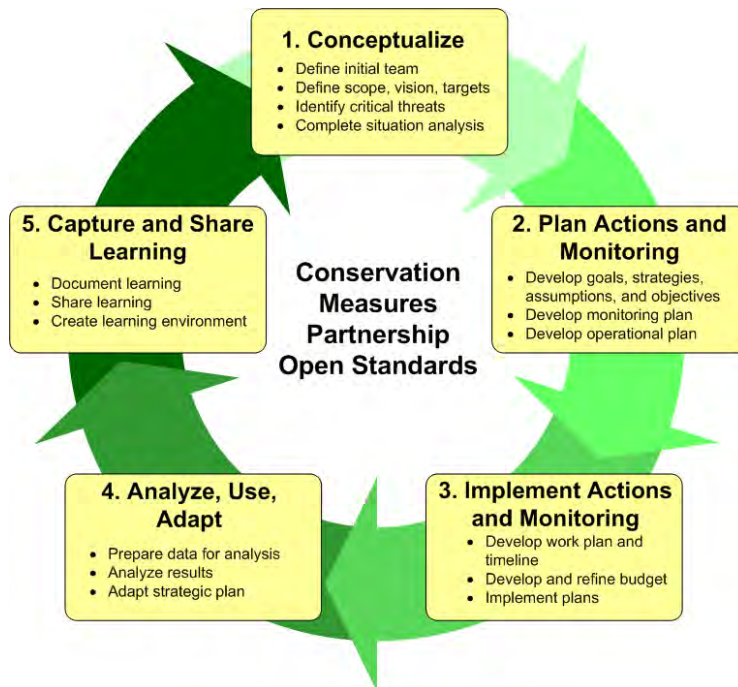 1. Conceptualize
• Define initial team
• Define scope, vision, targets
• Identify critical threats
• Complete situation analysis
2. Plan Actions and
Monitoring
• Develop goals, strategies,
assumptions, and objectives
• Develop monitoring plan
• Develop operational plan
3. Implement Actions
and Monitoring
• Develop work plan and
timeline
• Develop and refine budget
• Implement plans
4. Analyze, Use,
Adapt
• Prepare data for analysis
• Analyze results
• Adapt strategic plan
5. Capture and Share
Learning
• Document learning
• Share learning
• Create learning environment
Conservation
Measures
Partnership
Open Standards